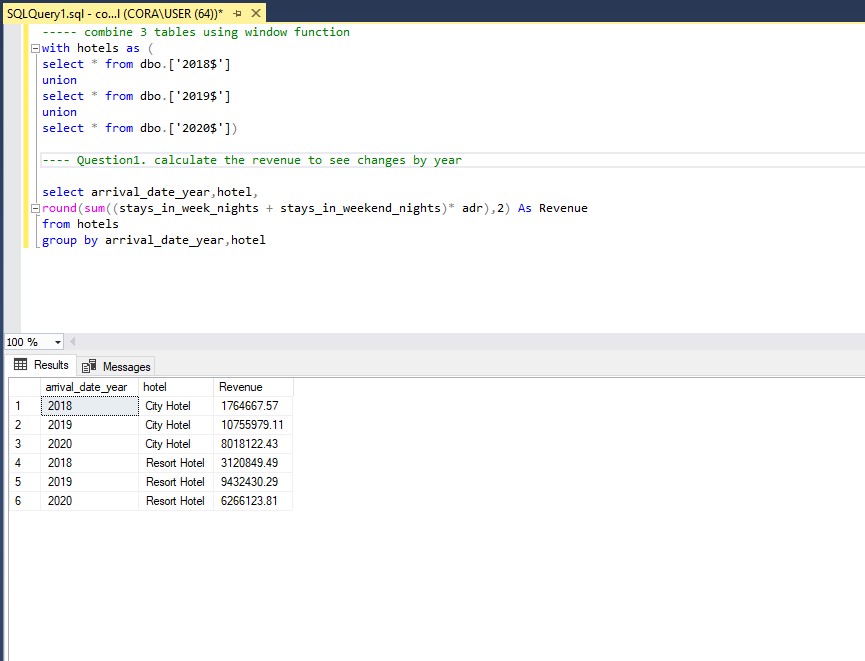 SQLQuery1.sql - co...l (CORA\USER (64))*
----- combine 3 tables using window function
with hotels as (
select * from dbo.['2018$']
union
select * from dbo.['2019$']
union
select * from dbo.['2020$'])
---- Question1. calculate the revenue to see changes by year
select arrival_date_year,hotel,
round(sum((stays_in_week_nights + stays_in_weekend_nights)* adr),2) As Revenue
from hotels
group by arrival_date_year,hotel
100 %
Results Messages
arrival_date_year hotel Revenue
1 2018 City Hotel 1764667.57
2 2019 City Hotel 10755979.11
3 2020 City Hotel 8018122.43
4 2018 Resort Hotel 3120849.49
5 2019 Resort Hotel 9432430.29
6 2020 Resort Hotel 6266123.81